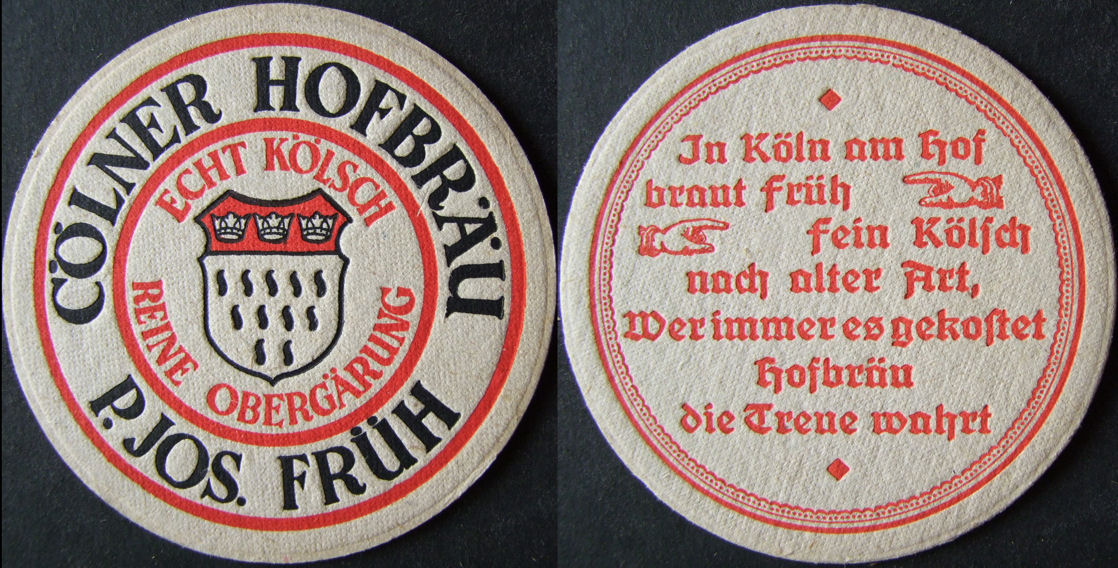 CÖLNER HOFBRÄU
P. JOS. FRÜH
ECHT KÖLSCH
REINE OBERGÄRUNG
In Köln am Hof
braut Früh
fein Kölſch
nach alter Art,
Wer immer es gekoſtet
Hofbräu
die Treue wahrt